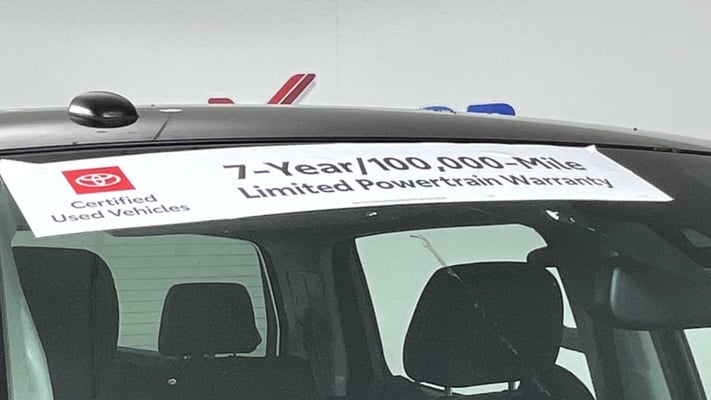 Certified
Used Vehicles
7-Year/100,000-Mile
Limited Powertrain Warranty